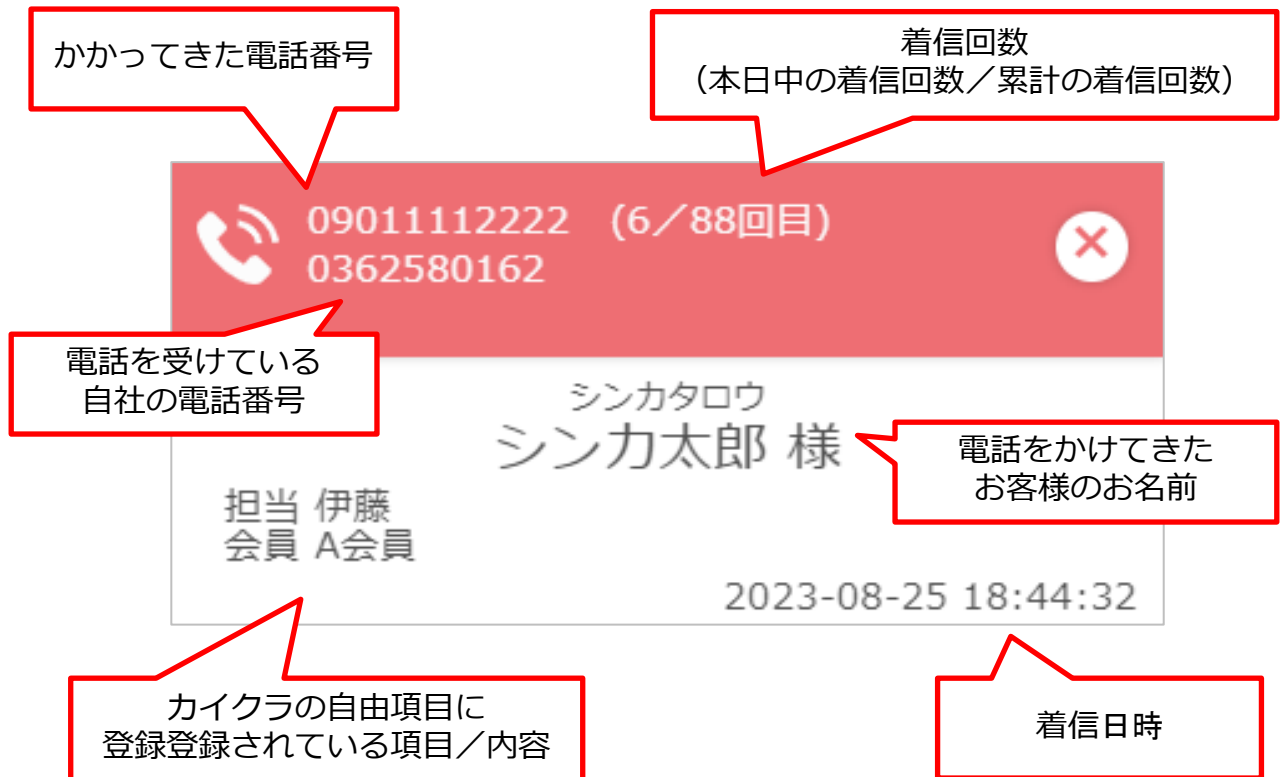 かかってきた電話番号
着信回数
（本日中の着信回数／累計の着信回数）
09011112222 (6／88回目)
0362580162
電話を受けている
自社の電話番号
シンカタロウ
シンカ太郎 様
電話をかけてきた
お客様のお名前
担当 伊藤
会員 A会員
2023-08-25 18:44:32
カイクラの自由項目に
登録登録されている項目／内容
着信日時